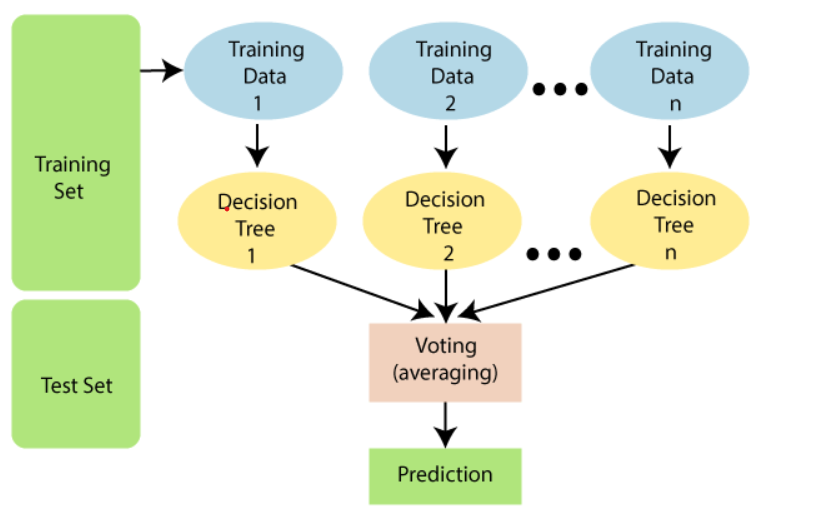 Training
Set
Training
Data
1
Training
Data
2
Training
Data
n
Decision
Tree
1
Decision
Tree
2
Decision
Tree
n
Test Set
Voting
(averaging)
Prediction